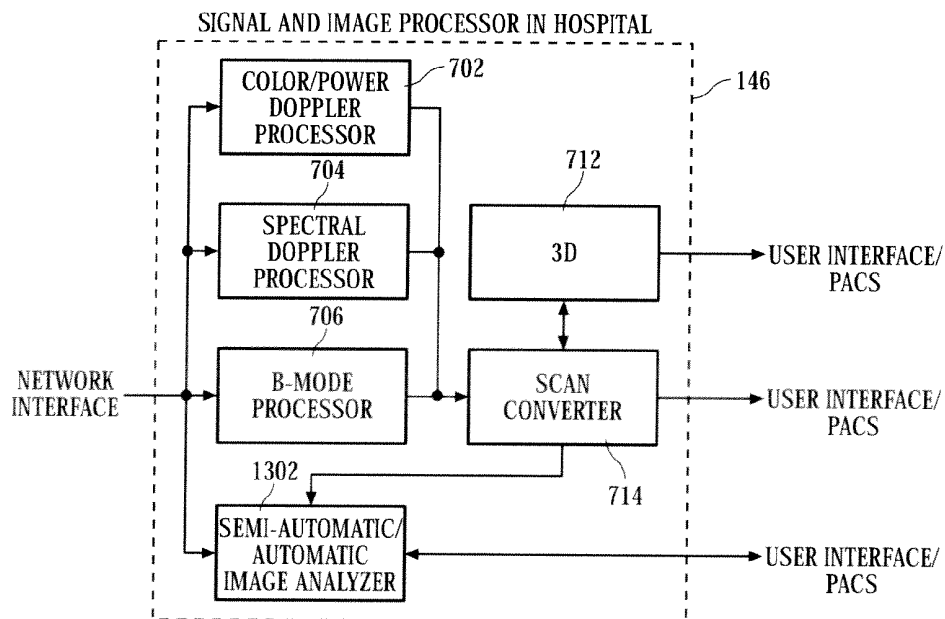 SIGNAL AND IMAGE PROCESSOR IN HOSPITAL
702
COLOR/POWER
DOPPLER
PROCESSOR
146
704
SPECTRAL
DOPPLER
PROCESSOR
712
3D
USER INTERFACE/
PACS
706
B-MODE
PROCESSOR
NETWORK
INTERFACE
SCAN
CONVERTER
714
USER INTERFACE/
PACS
1302
SEMI-AUTOMATIC/
AUTOMATIC
IMAGE ANALYZER
USER INTERFACE/
PACS